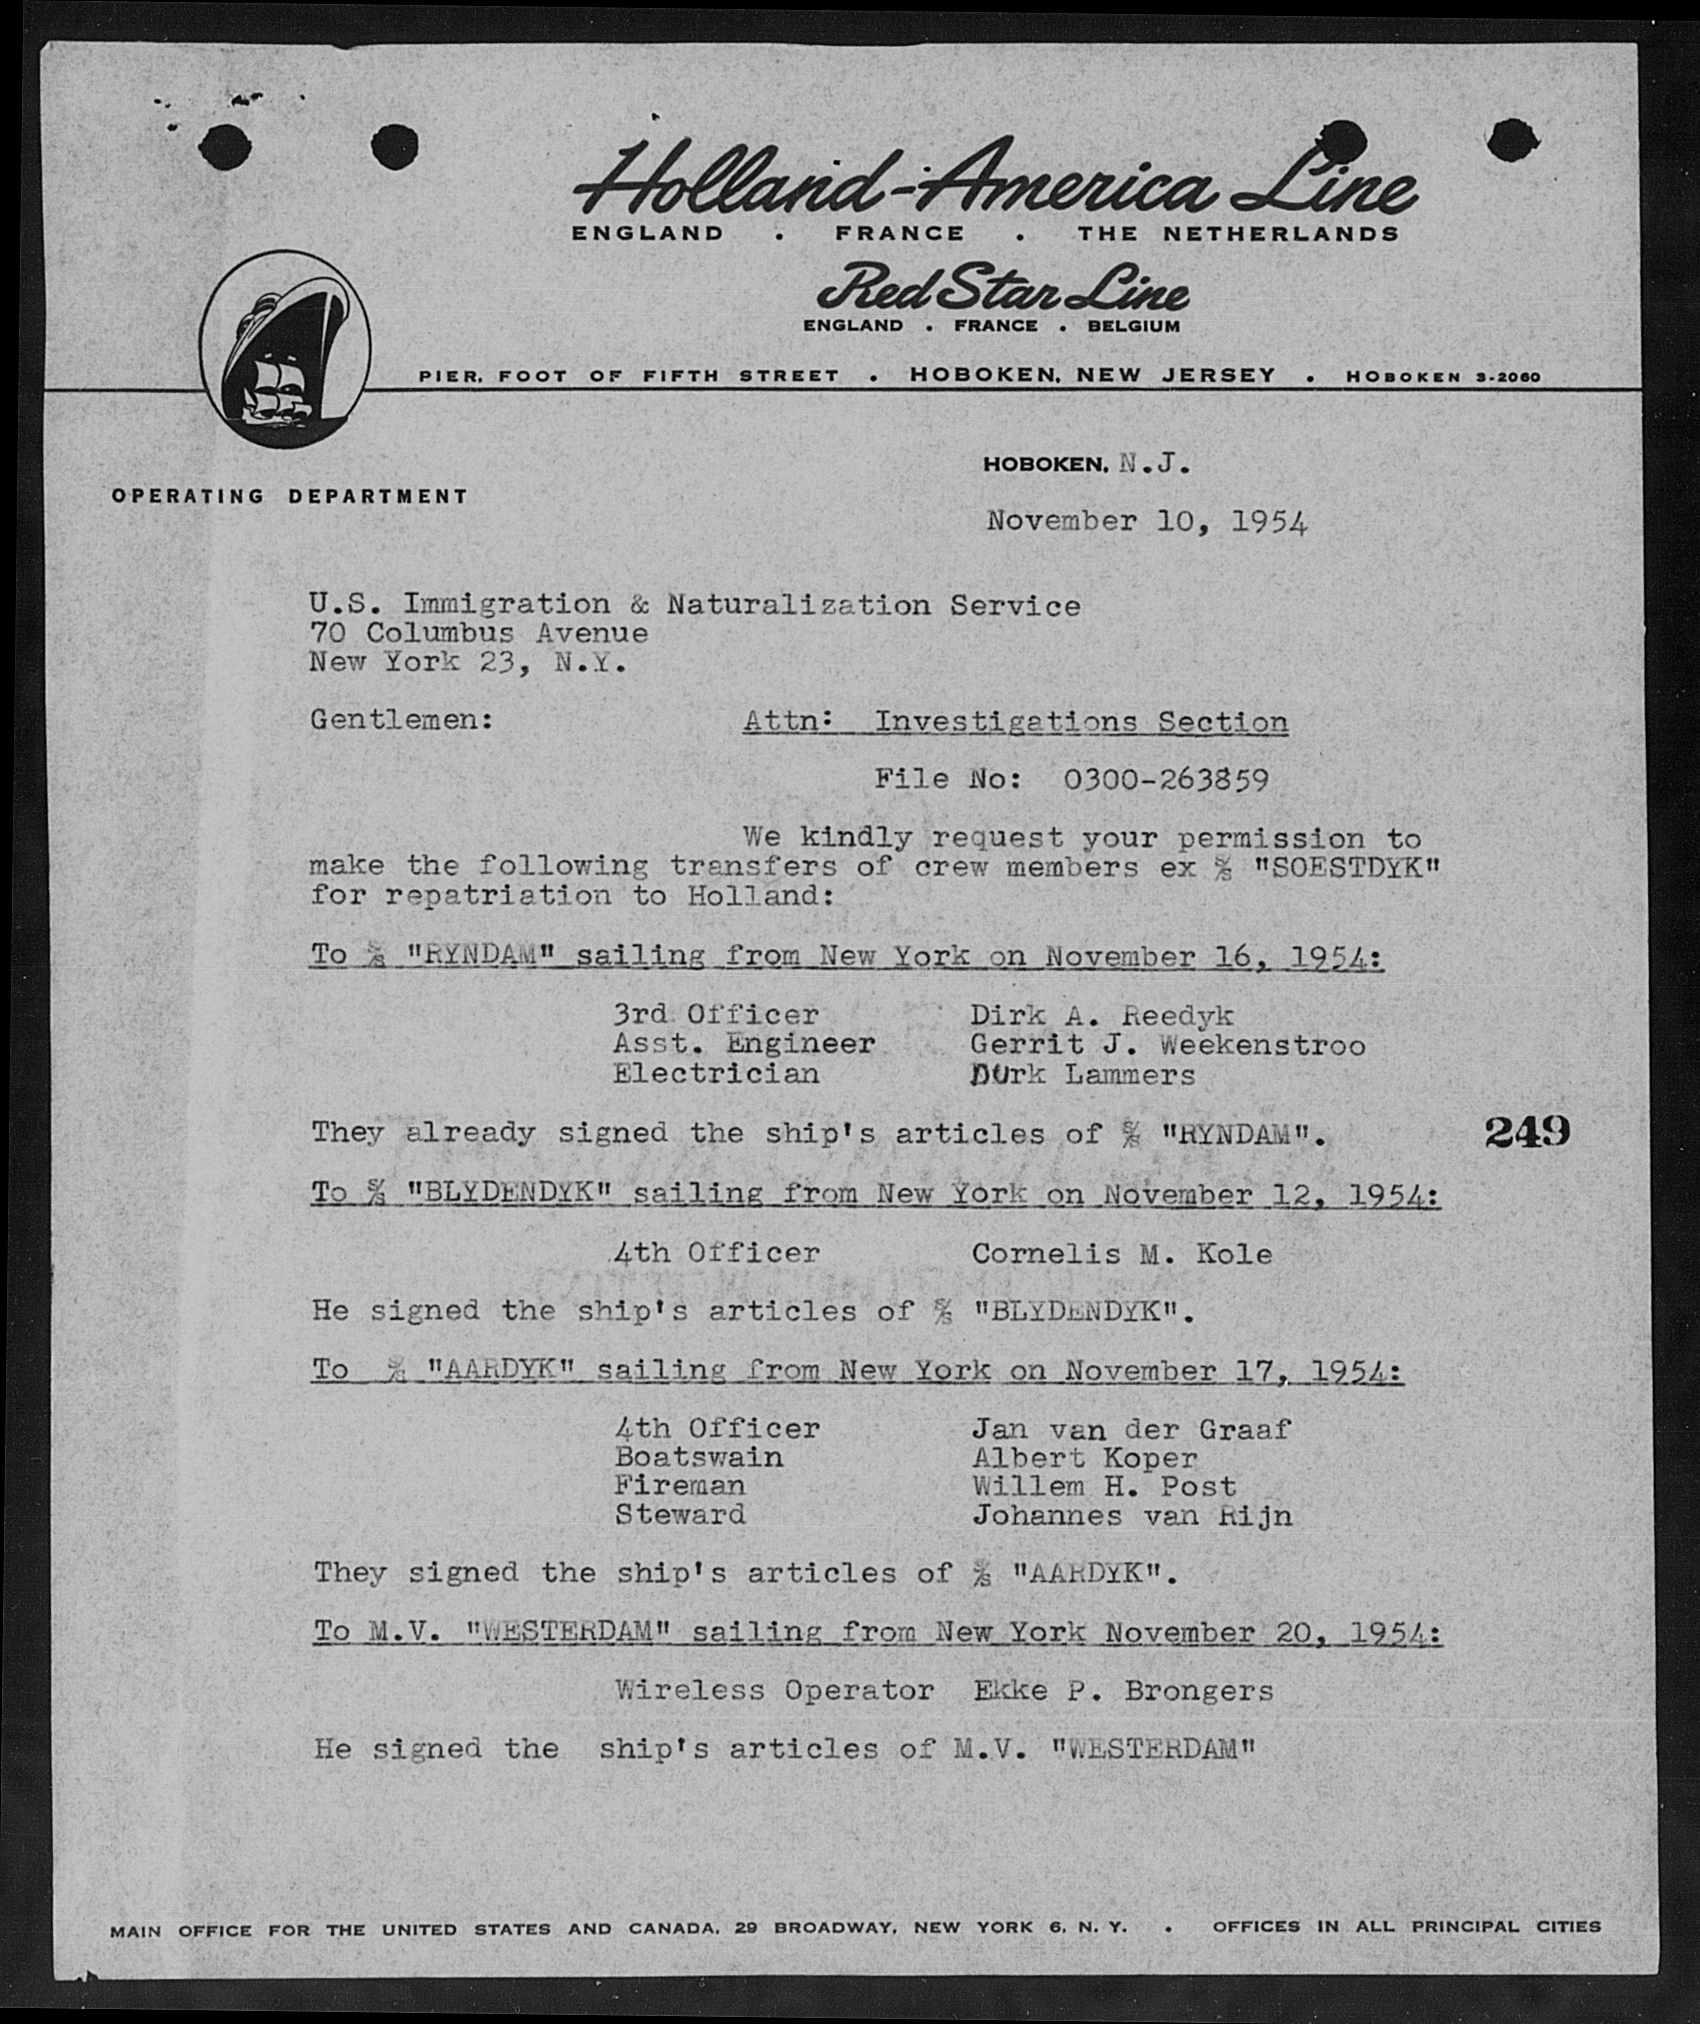 Holland-America Line
ENGLAND . FRANCE . THE NETHERLANDS
Red Star Line
ENGLAND . FRANCE . BELGIUM
PIER, FOOT OF FIFTH STREET . HOBOKEN, NEW JERSEY . HOBOKEN 3-2060
OPERATING DEPARTMENT
HOBOKEN, N.J.
November 10, 1954
U.S. Immigration & Naturalization Service
70 Columbus Avenue
New York 23, N.Y.
Gentlemen: Attn: Investigations Section
File No: 0300-263859
We kindly request your permission to
make the following transfers of crew members ex S/S "SOESTDYK"
for repatriation to Holland:
To S/S "RYNDAM" sailing from New York on November 16, 1954:
3rd Officer Dirk A. Reedyk
Asst. Engineer Gerrit J. Weekenstroo
Electrician Durk Lammers
They already signed the ship's articles of S/S "RYNDAM".
249
To S/S "BLYDENDYK" sailing from New York on November 12, 1954:
4th Officer Cornelis M. Kole
He signed the ship's articles of S/S "BLYDENDYK".
To S/S "AARDYK" sailing from New York on November 17, 1954:
4th Officer Jan van der Graaf
Boatswain Albert Koper
Fireman Willem H. Post
Steward Johannes van Rijn
They signed the ship's articles of S/S "AARDYK".
To M.V. "WESTERDAM" sailing from New York November 20, 1954:
Wireless Operator Ekke P. Brongers
He signed the ship's articles of M.V. "WESTERDAM"
MAIN OFFICE FOR THE UNITED STATES AND CANADA, 29 BROADWAY, NEW YORK 6, N. Y. . OFFICES IN ALL PRINCIPAL CITIES